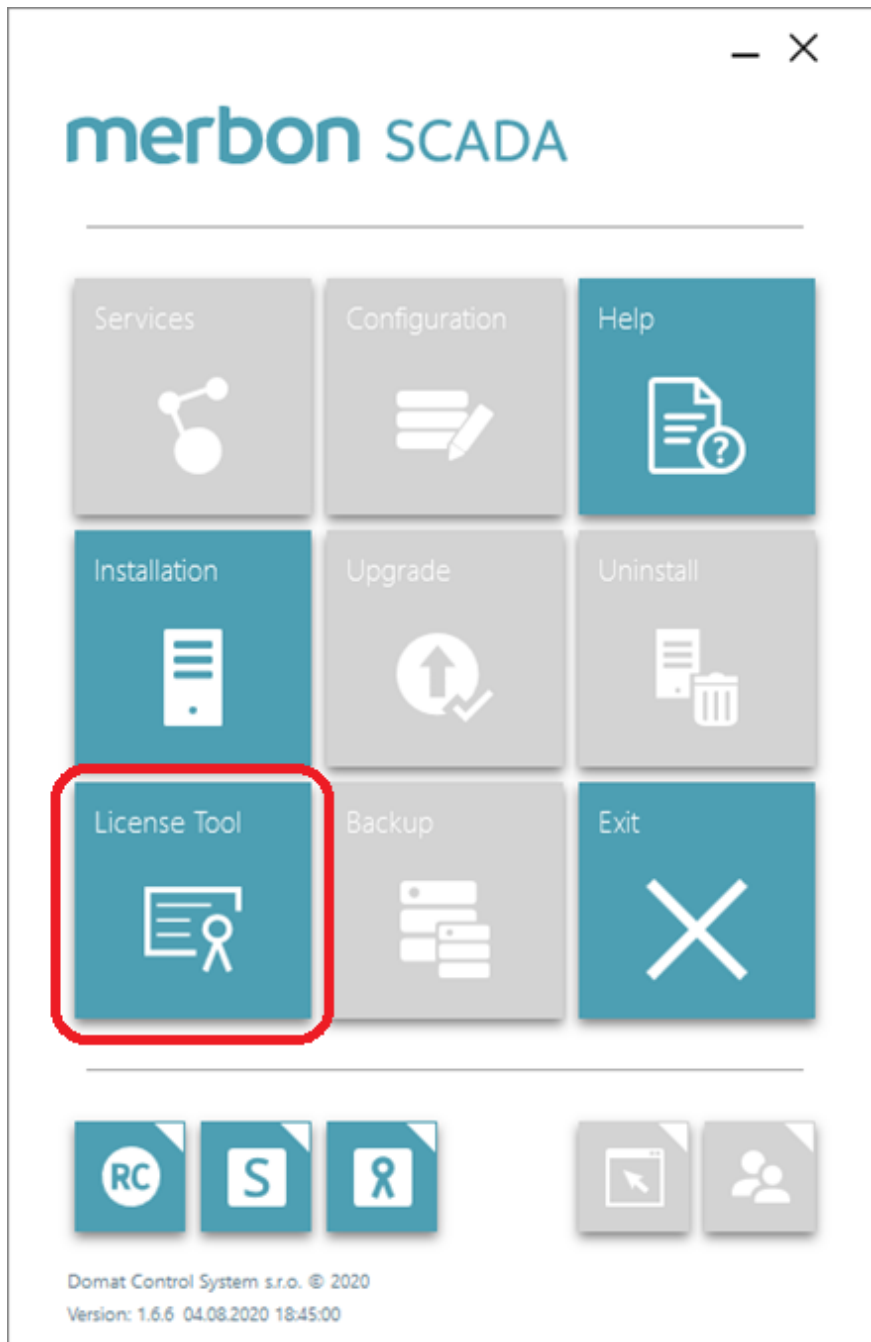 merbon SCADA
Services Configuration Help
?
Installation Upgrade Uninstall
License Tool Backup Exit
RC S
Domat Control System s.r.o. © 2020
Version: 1.6.6 04.08.2020 18:45:00